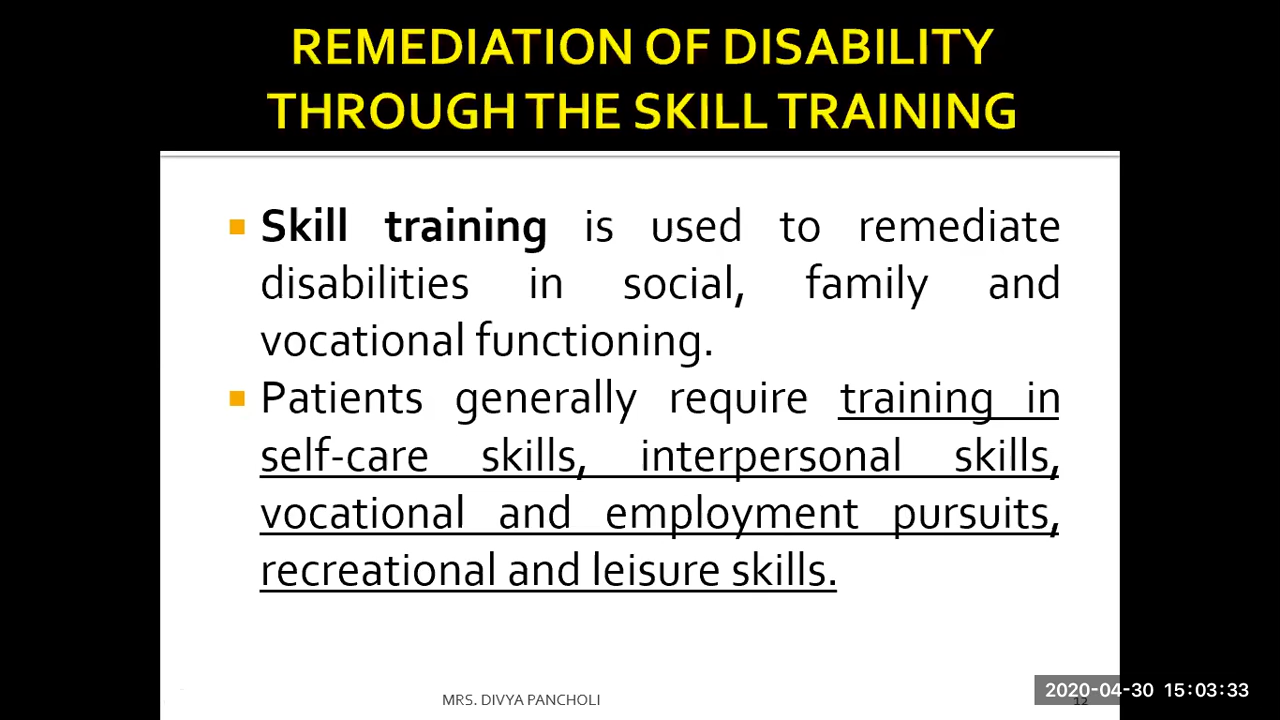 REMEDIATION OF DISABILITY
THROUGH THE SKILL TRAINING
Skill training is used to remediate
disabilities in social, family and
vocational functioning.
Patients generally require training in
self-care skills, interpersonal skills,
vocational and employment pursuits,
recreational and leisure skills.
MRS. DIVYA PANCHOLI
2020-04-30 15:03:33
12